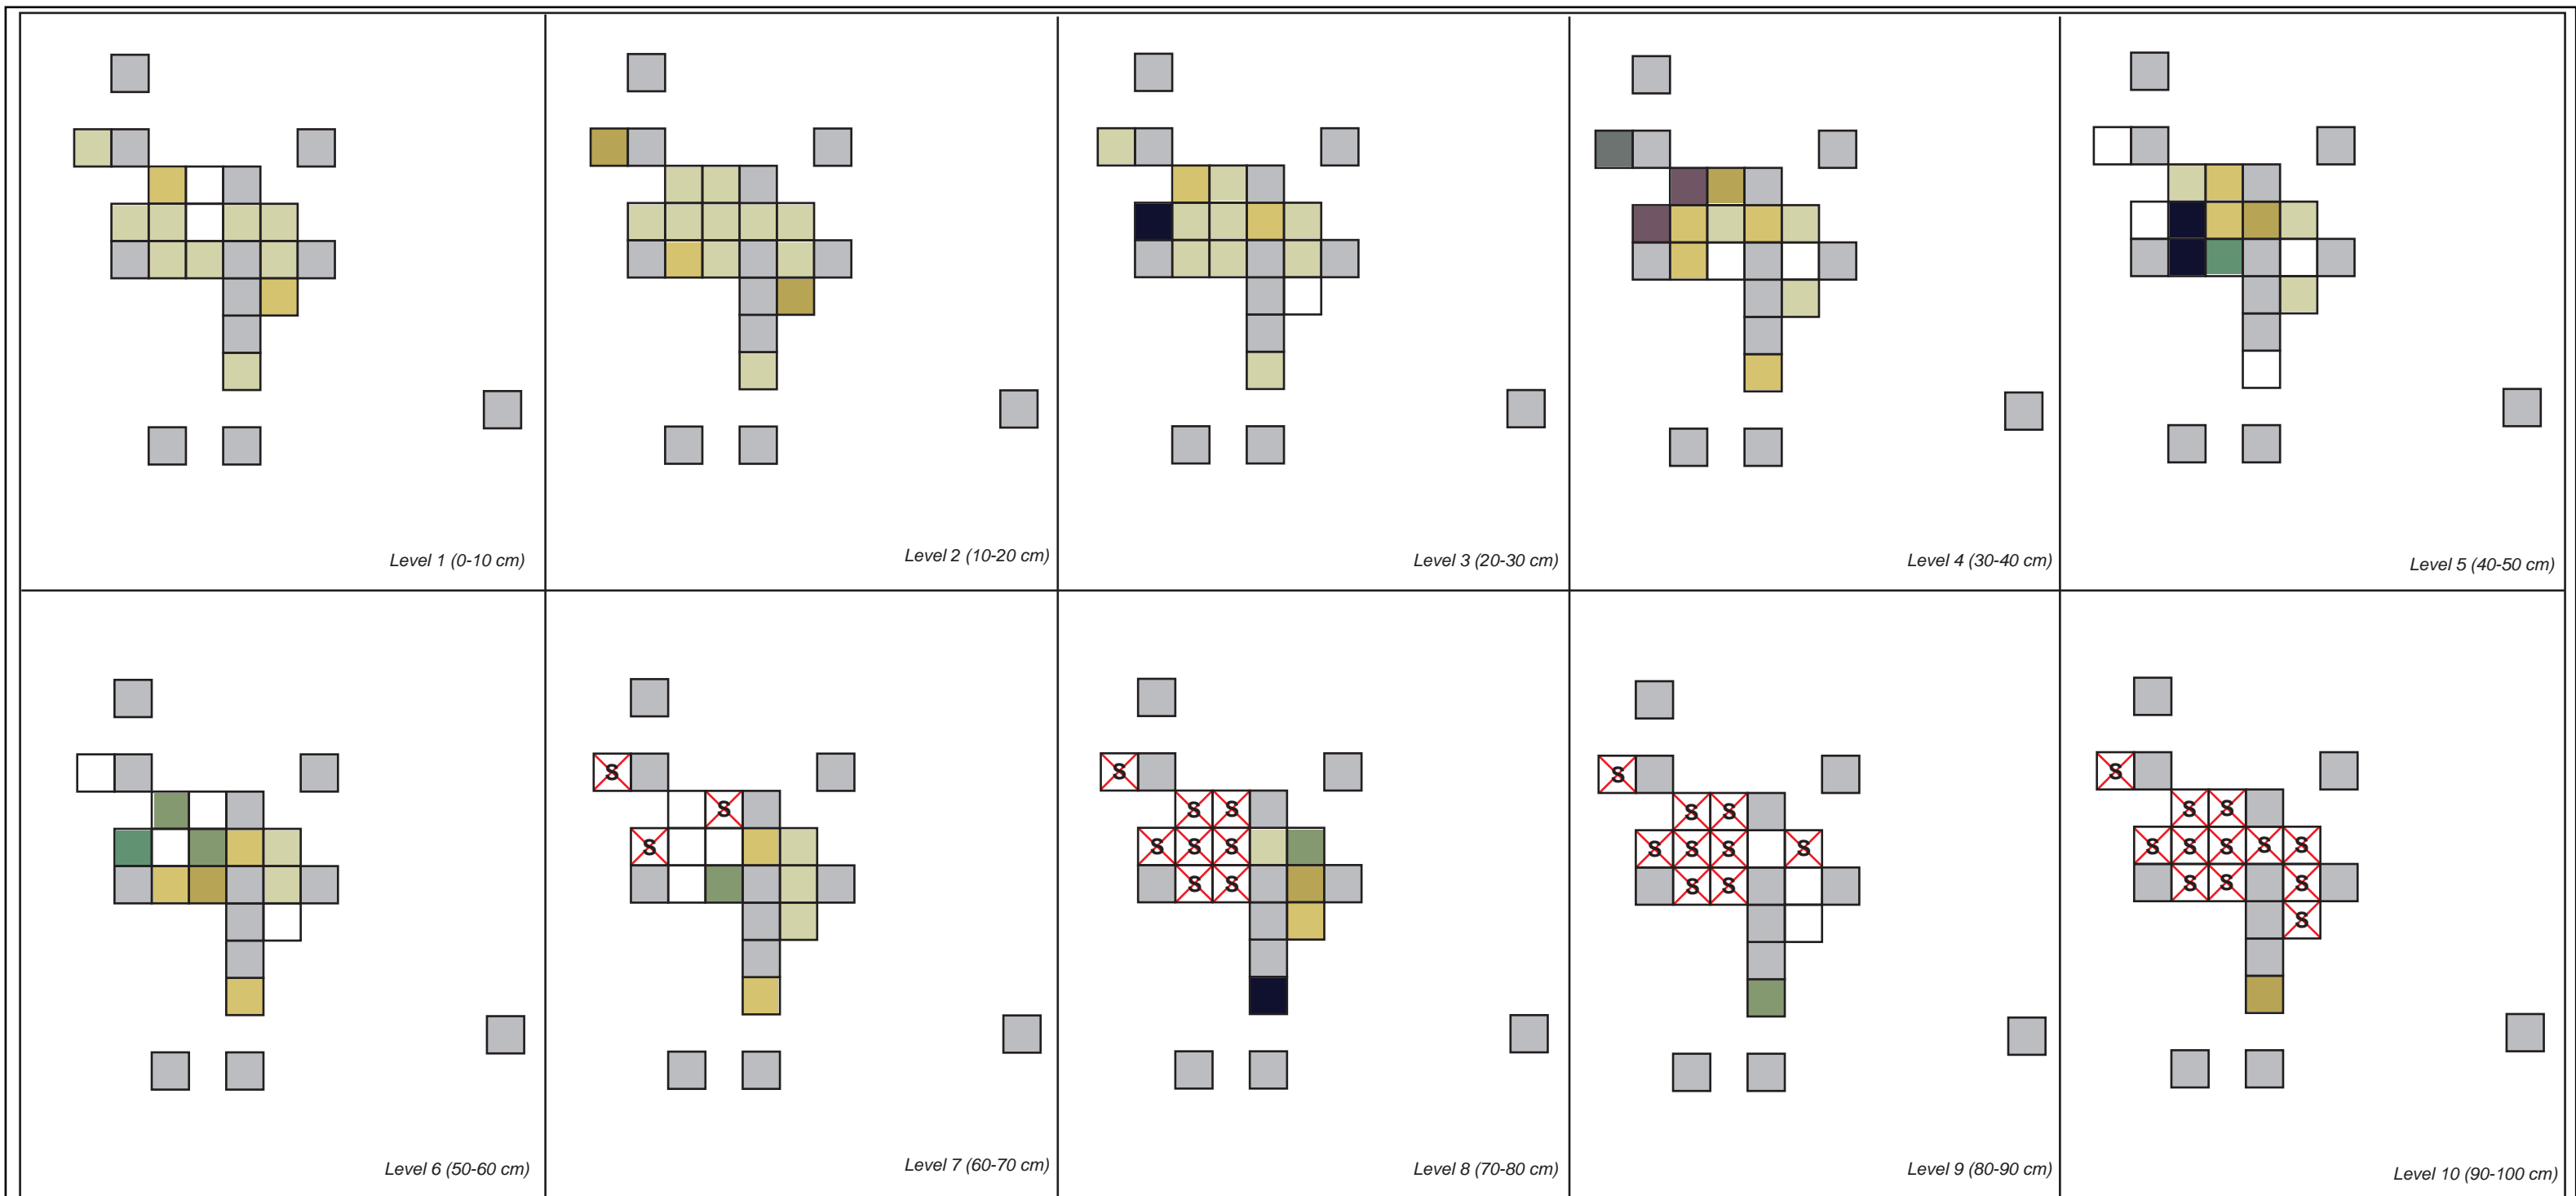 Level 1 (0-10 cm)
Level 2 (10-20 cm)
Level 3 (20-30 cm)
Level 4 (30-40 cm)
Level 5 (40-50 cm)
S
S S
S S
S
S S
S S S
S S
S
S S
S S S S
S S
S
S S
S S S S S
S S S
S
Level 6 (50-60 cm)
Level 7 (60-70 cm)
Level 8 (70-80 cm)
Level 9 (80-90 cm)
Level 10 (90-100 cm)